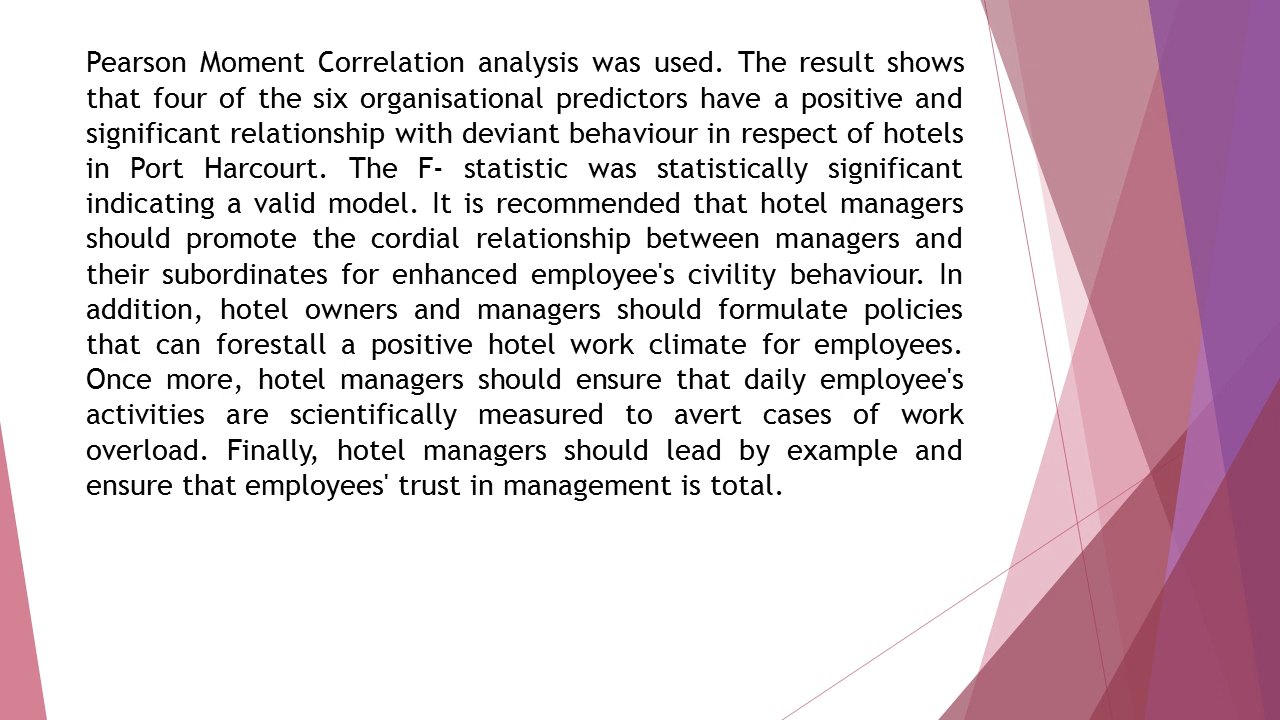 Pearson Moment Correlation analysis was used. The result shows
that four of the six organisational predictors have a positive and
significant relationship with deviant behaviour in respect of hotels
in Port Harcourt. The F- statistic was statistically significant
indicating a valid model. It is recommended that hotel managers
should promote the cordial relationship between managers and
their subordinates for enhanced employee's civility behaviour. In
addition, hotel owners and managers should formulate policies
that can forestall a positive hotel work climate for employees.
Once more, hotel managers should ensure that daily employee's
activities are scientifically measured to avert cases of work
overload. Finally, hotel managers should lead by example and
ensure that employees' trust in management is total.